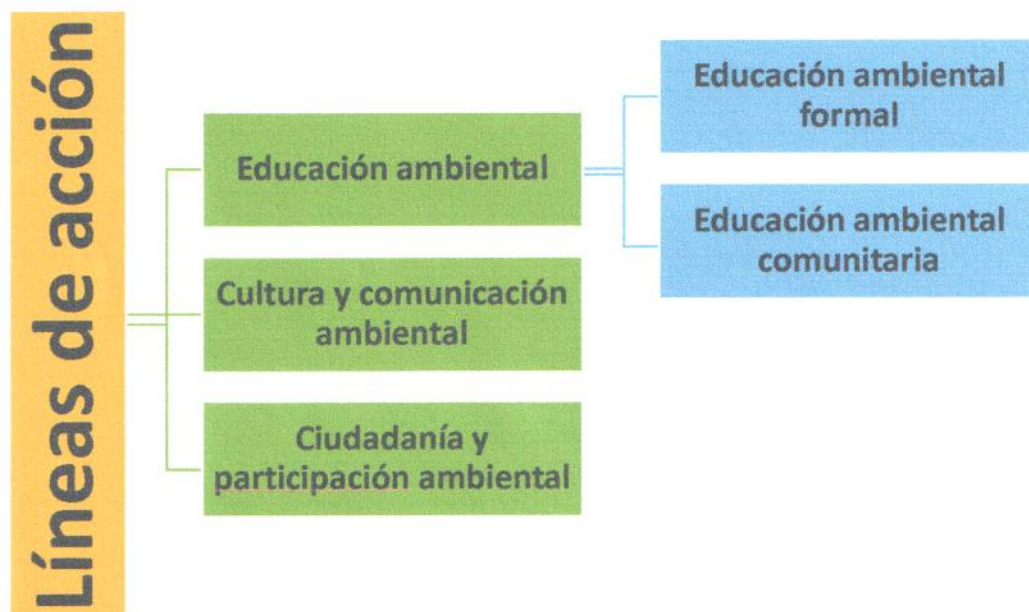 Líneas de acción
Educación ambiental
Cultura y comunicación
ambiental
Ciudadanía y
participación ambiental
Educación ambiental
formal
Educación ambiental
comunitaria